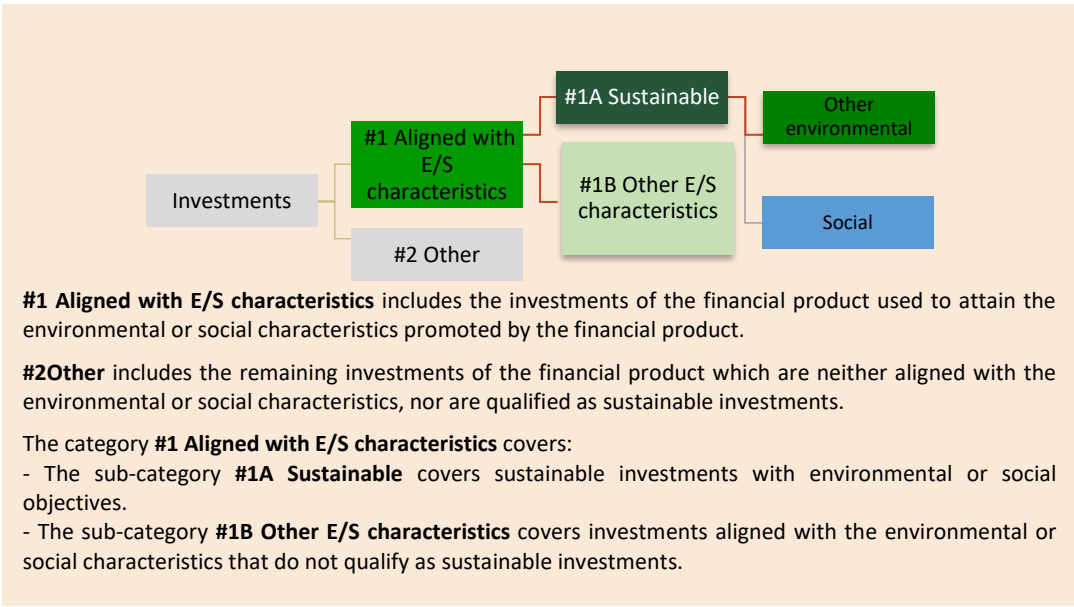 #1A Sustainable
Other
environmental
#1 Aligned with
E/S
characteristics
#1B Other E/S
characteristics
Investments
Social
#2 Other
#1 Aligned with E/S characteristics includes the investments of the financial product used to attain the
environmental or social characteristics promoted by the financial product.
#2Other includes the remaining investments of the financial product which are neither aligned with the
environmental or social characteristics, nor are qualified as sustainable investments.
The category #1 Aligned with E/S characteristics covers:
- The sub-category #1A Sustainable covers sustainable investments with environmental or social
objectives.
- The sub-category #1B Other E/S characteristics covers investments aligned with the environmental or
social characteristics that do not qualify as sustainable investments.